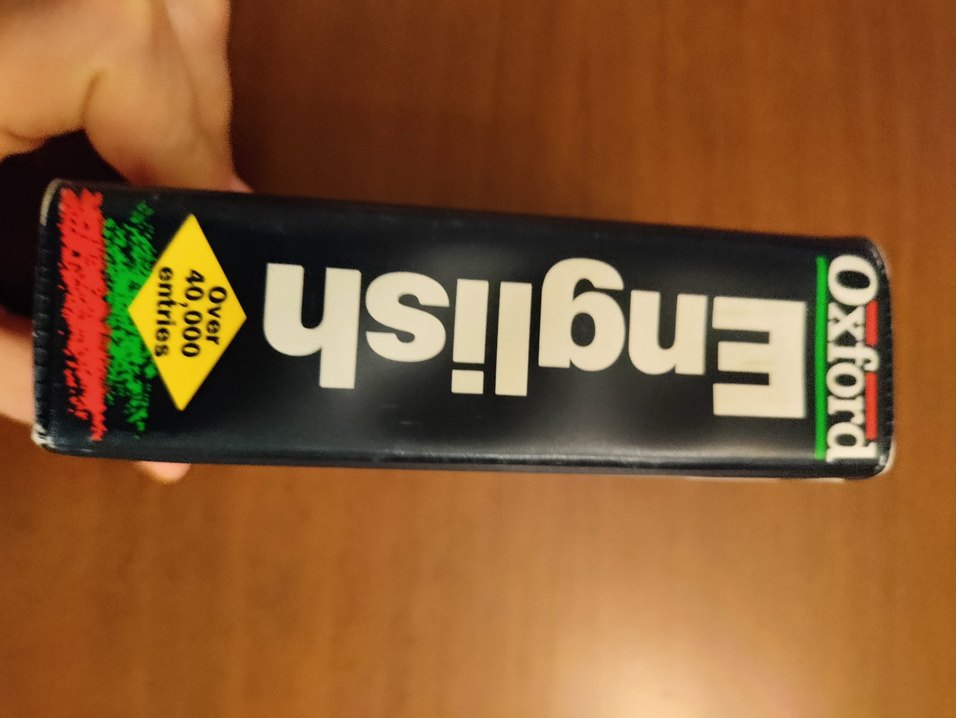 Oxford
English
Over
40,000
entries